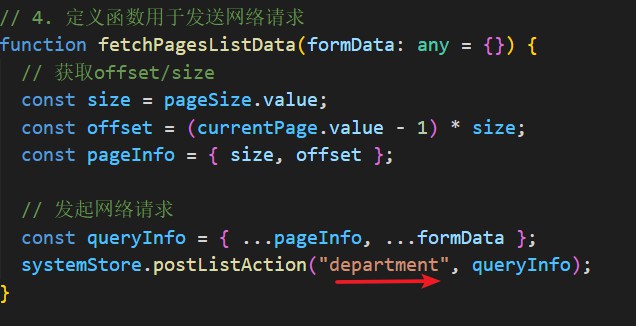 // 4. 定义函数用于发送网络请求
function fetchPagesListData(formData: any = {}) {
  // 获取offset/size
  const size = pageSize.value;
  const offset = (currentPage.value - 1) * size;
  const pageInfo = { size, offset };

  // 发起网络请求
  const queryInfo = { ...pageInfo, ...formData };
  systemStore.postListAction("department", queryInfo);
}